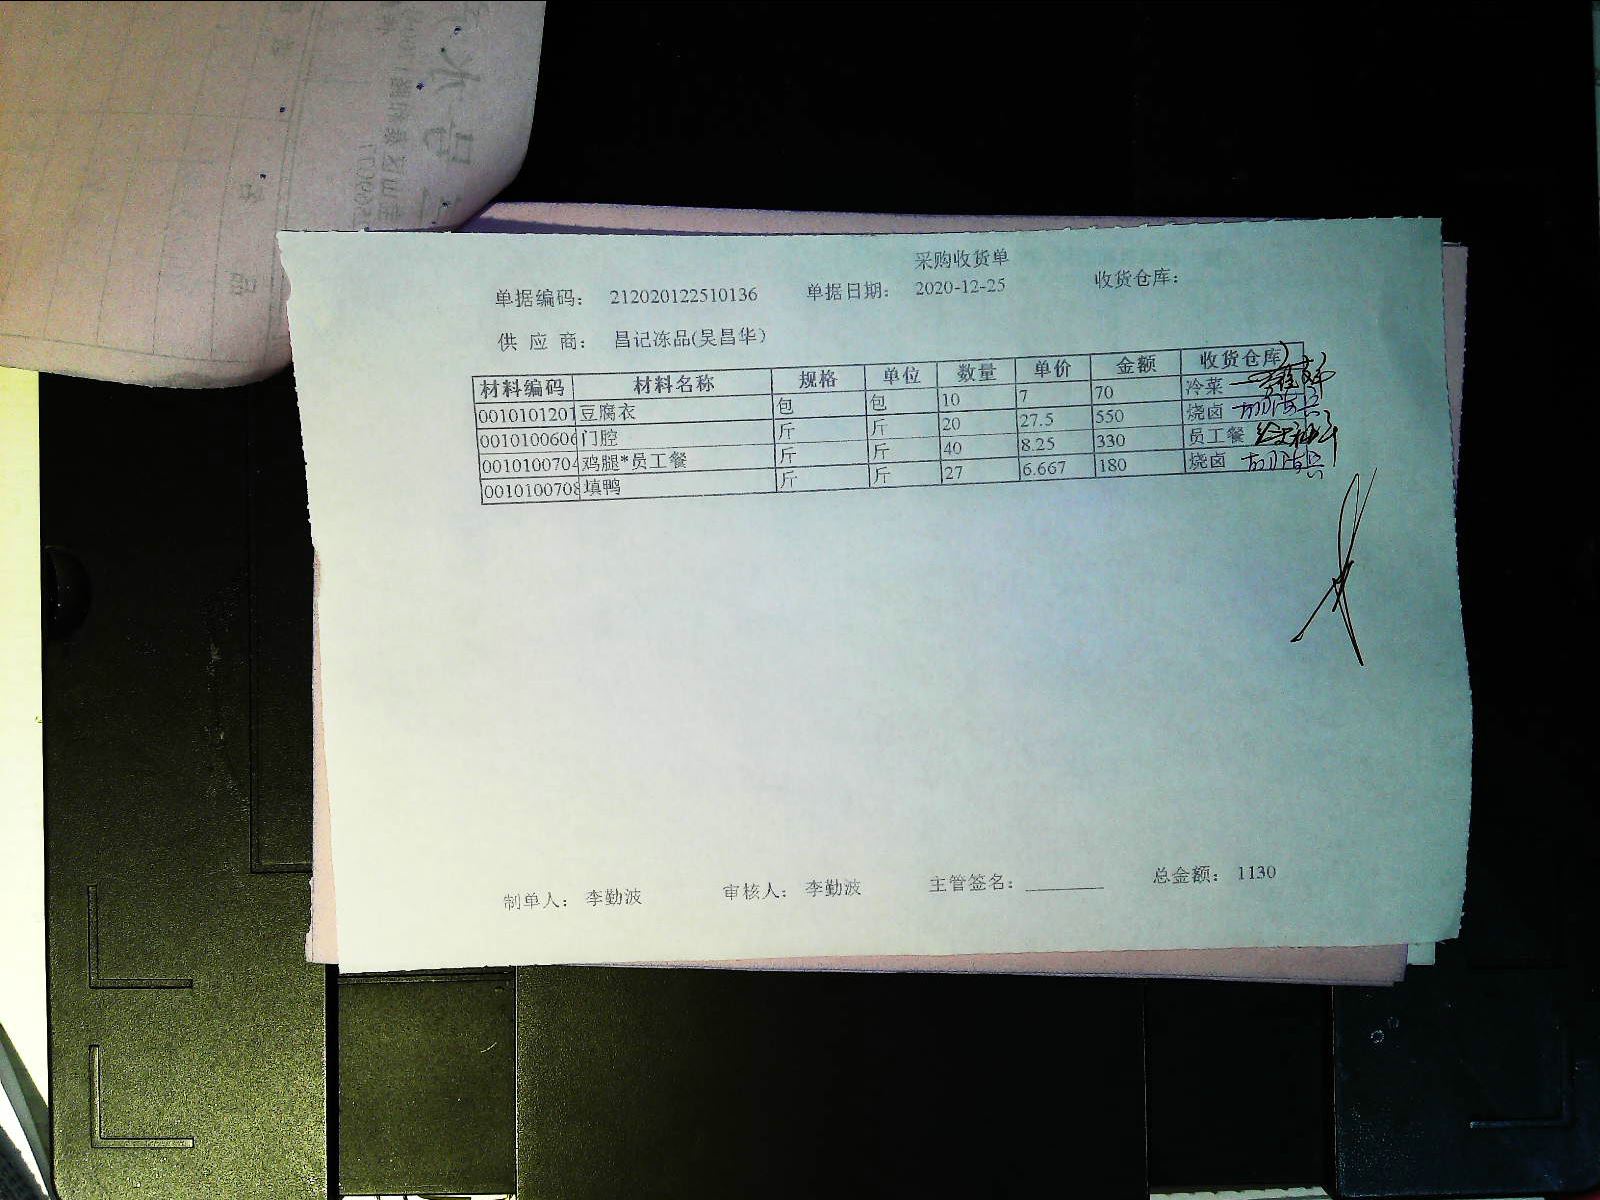 采购收货单
单据编码： 212020122510136 单据日期： 2020-12-25 收货仓库：
供 应 商： 昌记冻品(吴昌华)
材料编码 材料名称 规格 单位 数量 单价 金额 收货仓库
0010101201 豆腐衣 包 包 10 7 70 冷菜
0010100606 门腔 斤 斤 20 27.5 550 烧卤
0010100704 鸡腿*员工餐 斤 斤 40 8.25 330 员工餐
0010100708 填鸭 斤 斤 27 6.667 180 烧卤
制单人： 李勤波 审核人： 李勤波 主管签名：________ 总金额： 1130